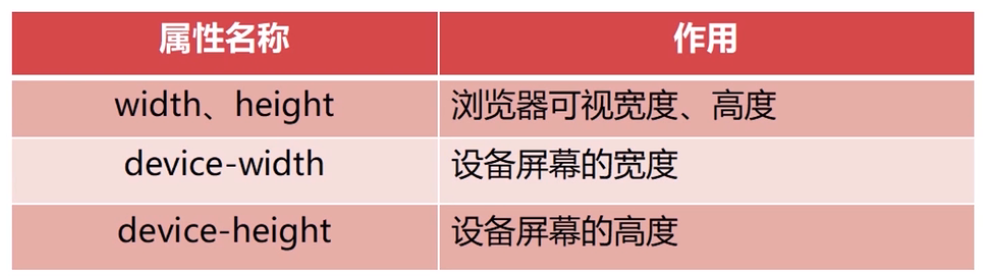 属性名称 作用
width、height 浏览器可视宽度、高度
device-width 设备屏幕的宽度
device-height 设备屏幕的高度